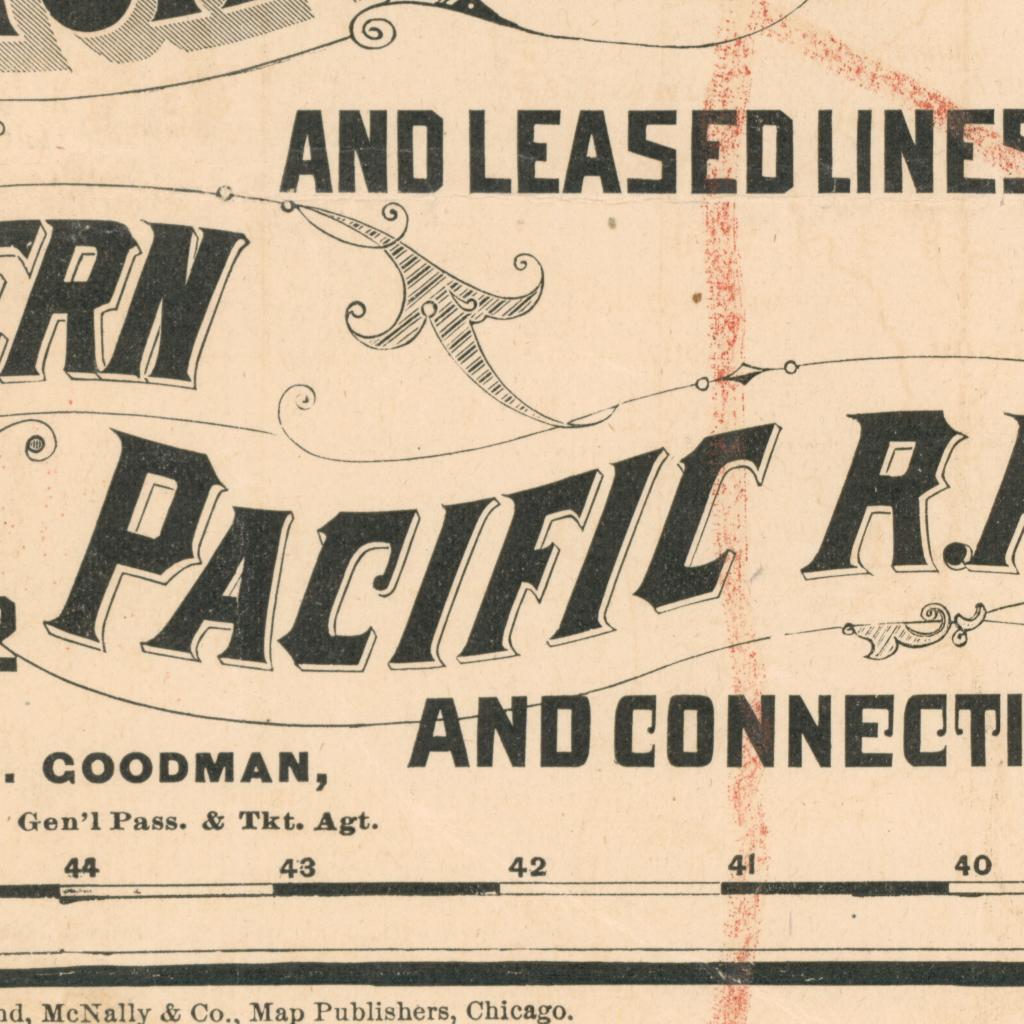 AND LEASED LINES
ERN
PACIFIC R.
AND CONNECTI
. GOODMAN,
Gen'l Pass. & Tkt. Agt.
44 43 42 41 40
nd, McNally & Co., Map Publishers, Chicago.